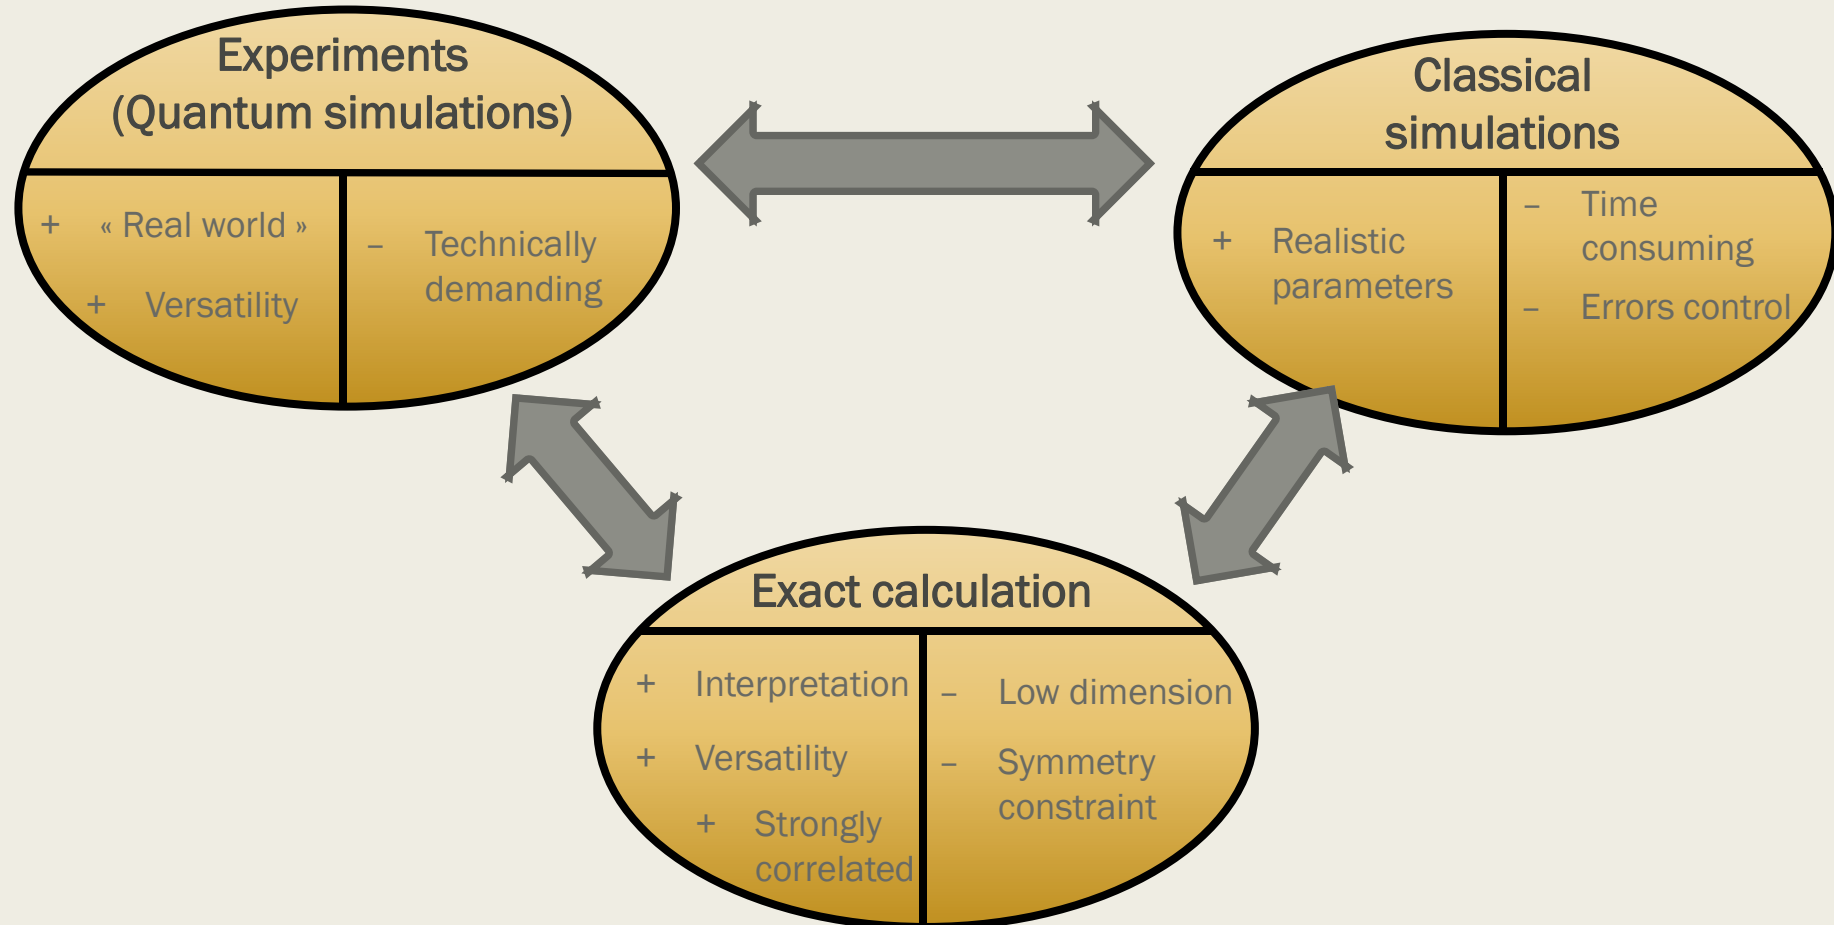 Experiments
(Quantum simulations)
+ « Real world »
+ Versatility
– Technically
demanding
Classical
simulations
+ Realistic
parameters
– Time
consuming
– Errors control
Exact calculation
+ Interpretation
+ Versatility
+ Strongly
correlated
– Low dimension
– Symmetry
constraint